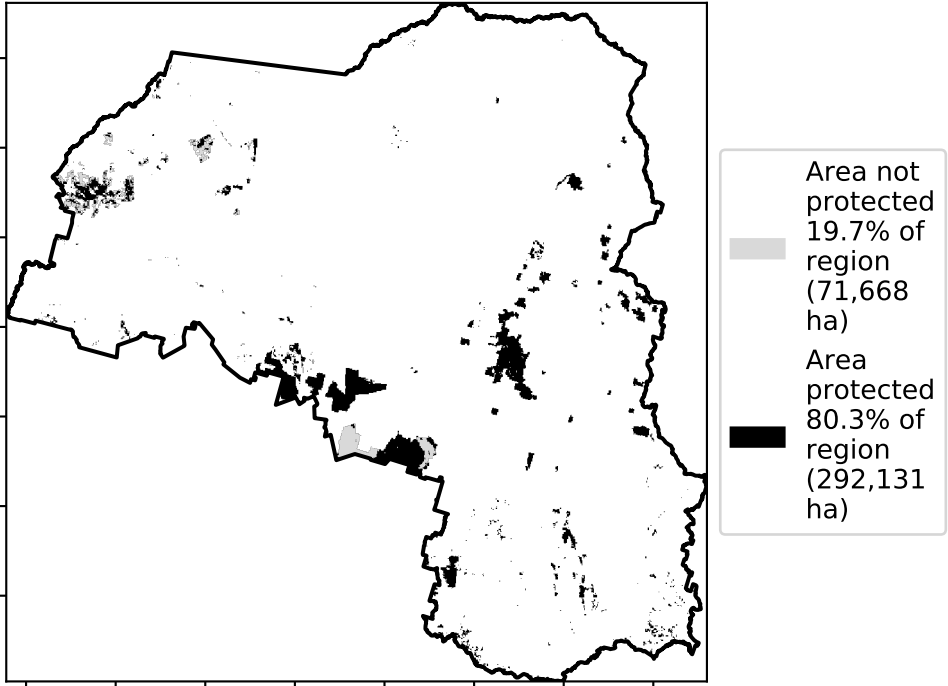 Area not
protected
19.7% of
region
(71,668
ha)
Area
protected
80.3% of
region
(292,131
ha)